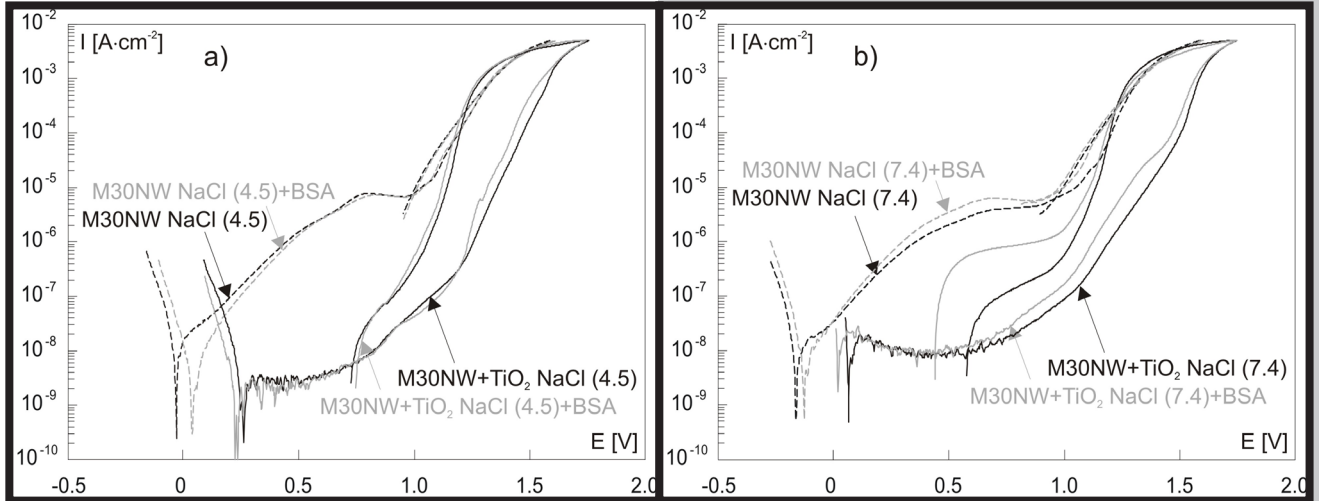 10⁻²
10⁻³
10⁻⁴
10⁻⁵
10⁻⁶
10⁻⁷
10⁻⁸
10⁻⁹
10⁻¹⁰
I [A·cm⁻²]
a)
M30NW NaCl (4.5)+BSA
M30NW NaCl (4.5)
M30NW+TiO₂ NaCl (4.5)
M30NW+TiO₂ NaCl (4.5)+BSA
E [V]
-0.5 0 0.5 1.0 1.5 2.0
10⁻²
10⁻³
10⁻⁴
10⁻⁵
10⁻⁶
10⁻⁷
10⁻⁸
10⁻⁹
10⁻¹⁰
I [A·cm⁻²]
b)
M30NW NaCl (7.4)+BSA
M30NW NaCl (7.4)
M30NW+TiO₂ NaCl (7.4)
M30NW+TiO₂ NaCl (7.4)+BSA
E [V]
-0.5 0 0.5 1.0 1.5 2.0